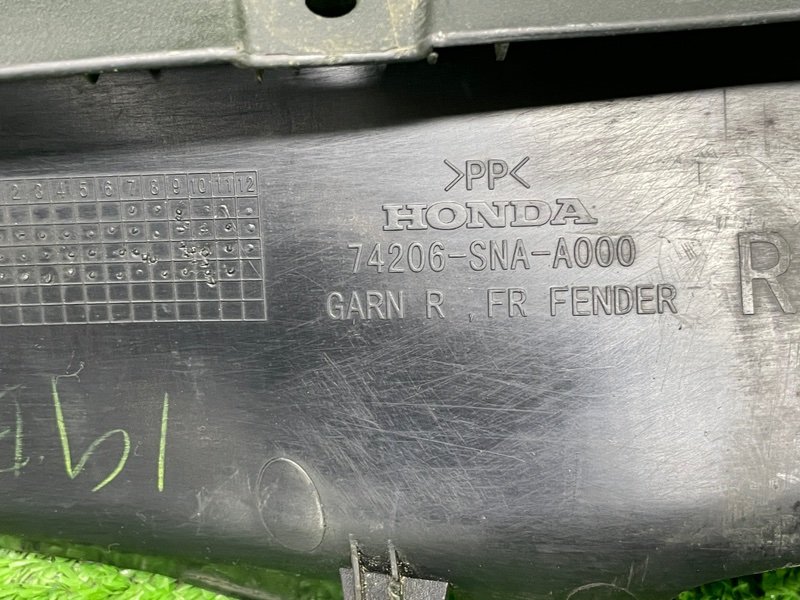 2 3 4 5 6 7 8 9 10 11 12
>PP<
HONDA
74206-SNA-A000
GARN R , FR FENDER
R